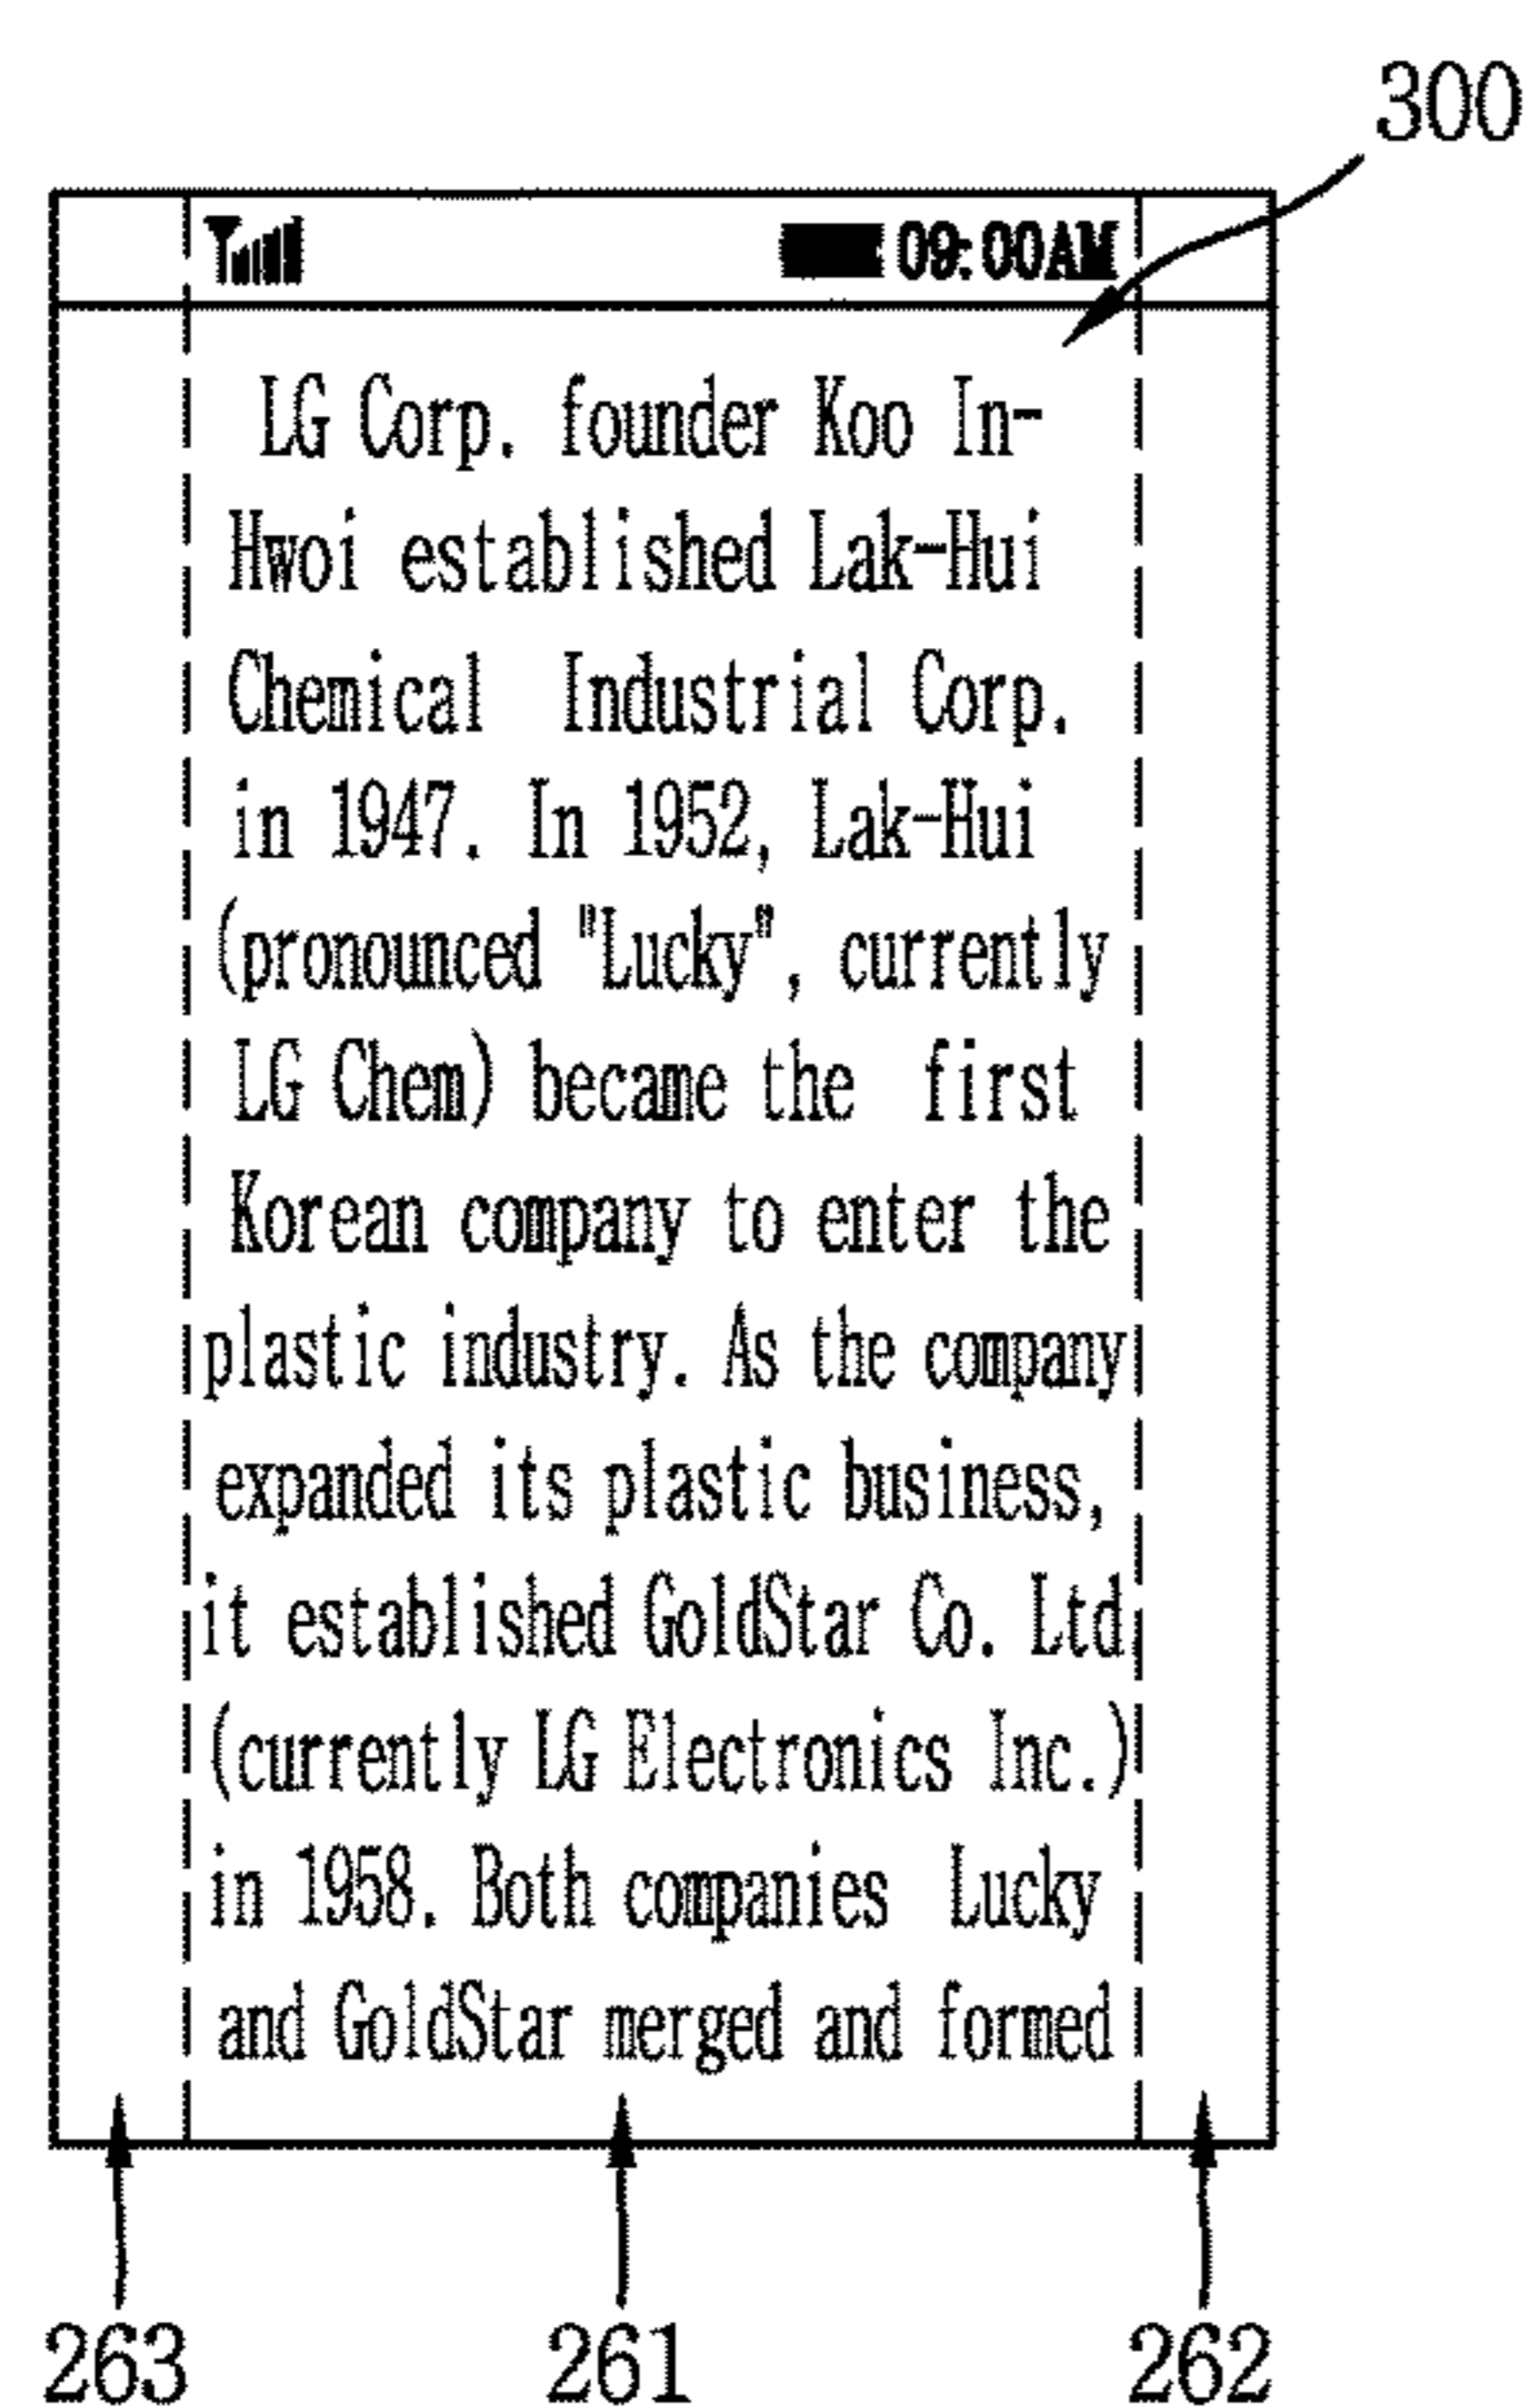 300
09:00AM
LG Corp. founder Koo In-
Hwoi established Lak-Hui
Chemical Industrial Corp.
in 1947. In 1952, Lak-Hui
(pronounced "Lucky", currently
LG Chem) became the first
Korean company to enter the
plastic industry. As the company
expanded its plastic business,
it established GoldStar Co. Ltd
(currently LG Electronics Inc.)
in 1958. Both companies Lucky
and GoldStar merged and formed
263 261 262